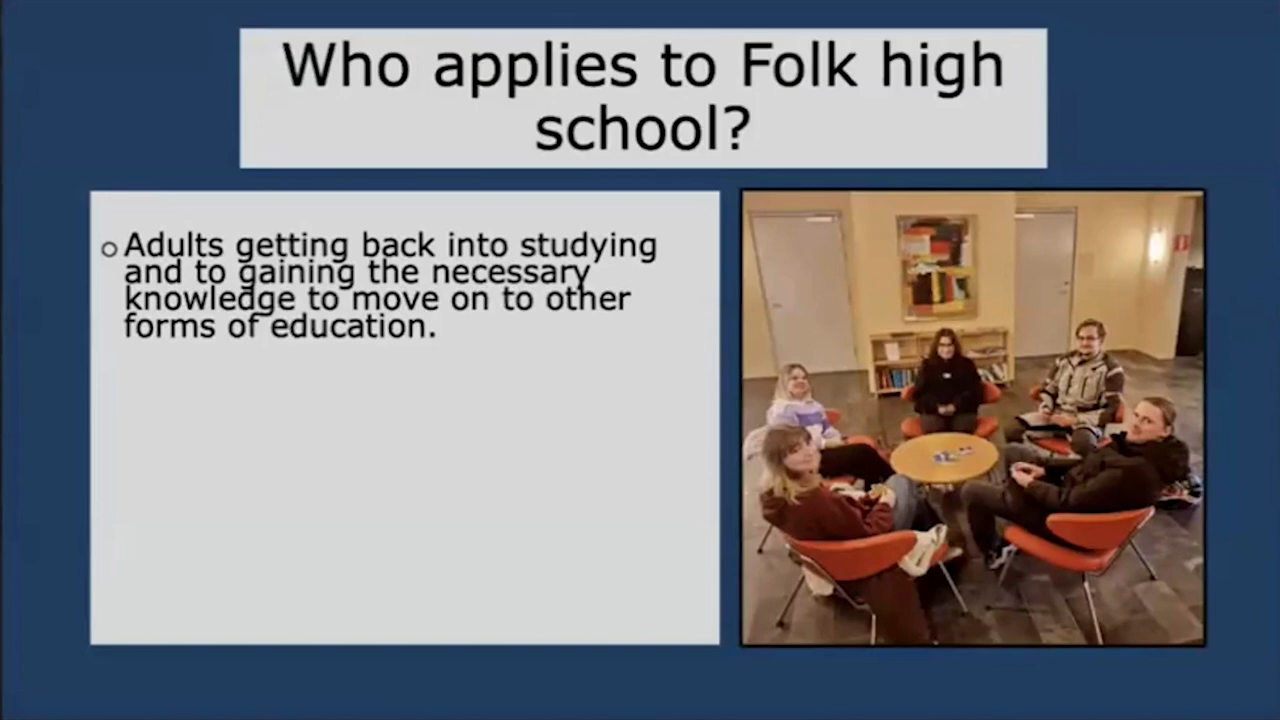 Who applies to Folk high
school?
o Adults getting back into studying
and to gaining the necessary
knowledge to move on to other
forms of education.